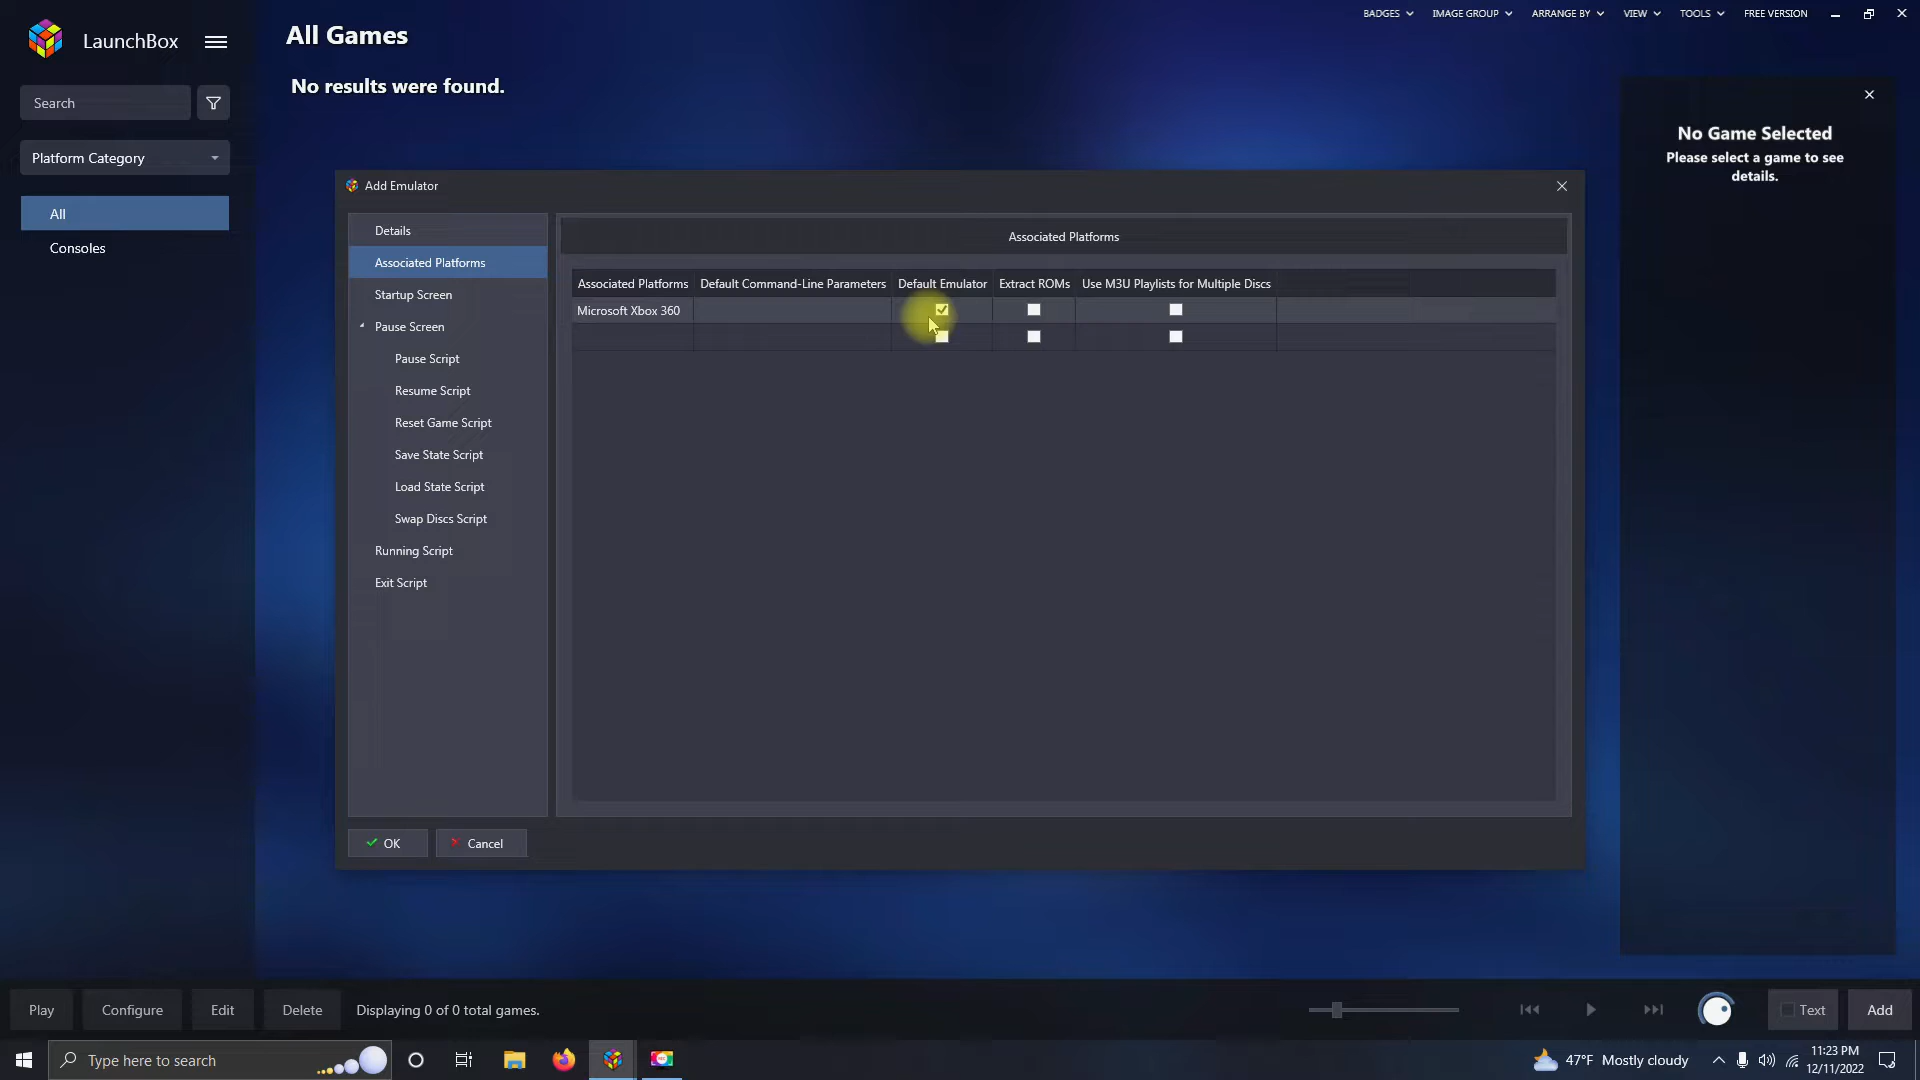 BADGES
IMAGE GROUP
ARRANGE BY
VIEW
TOOLS
FREE VERSION
LaunchBox
All Games
No results were found.
Search
Platform Category
All
Consoles
No Game Selected
Please select a game to see
details.
Add Emulator
Details
Associated Platforms
Startup Screen
Pause Screen
Pause Script
Resume Script
Reset Game Script
Save State Script
Load State Script
Swap Discs Script
Running Script
Exit Script
Associated Platforms
Associated Platforms Default Command-Line Parameters Default Emulator Extract ROMs Use M3U Playlists for Multiple Discs
Microsoft Xbox 360
OK
Cancel
Play
Configure
Edit
Delete
Displaying 0 of 0 total games.
Text
Add
Type here to search
47°F Mostly cloudy
11:23 PM
12/11/2022